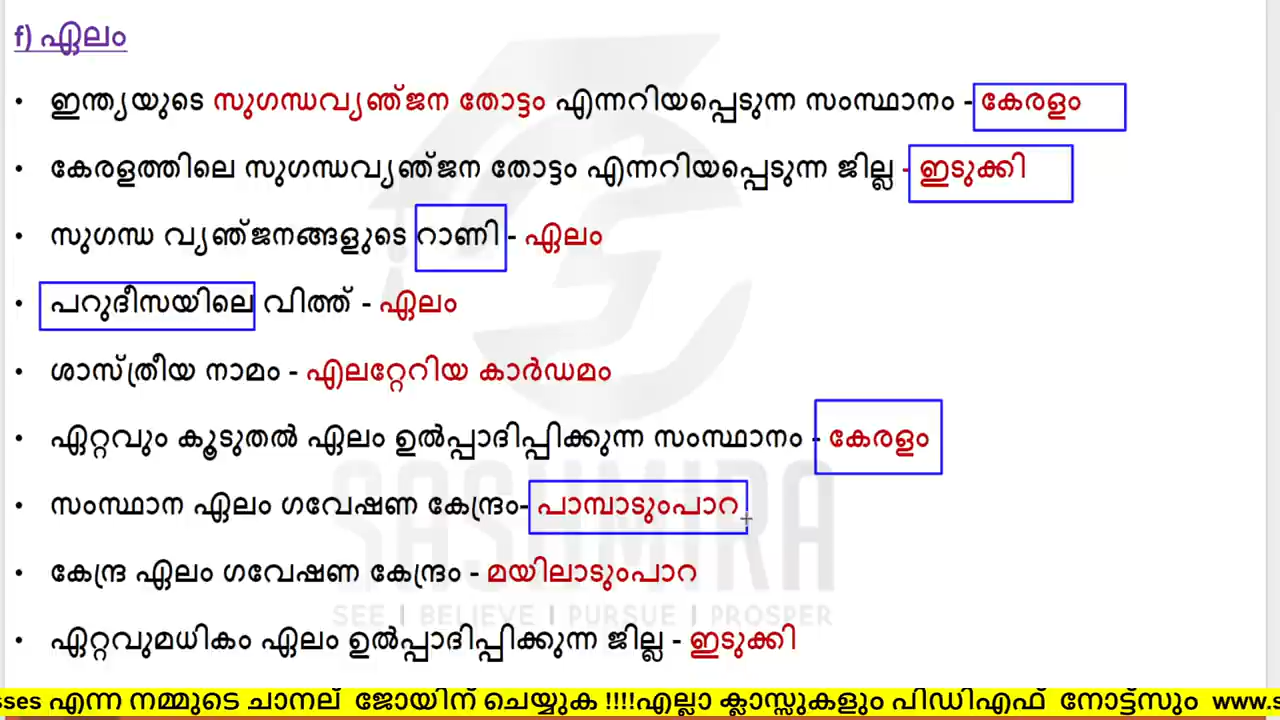 f) ഏലം
• ഇന്ത്യയുടെ സുഗന്ധവ്യഞ്ജന തോട്ടം എന്നറിയപ്പെടുന്ന സംസ്ഥാനം - കേരളം
• കേരളത്തിലെ സുഗന്ധവ്യഞ്ജന തോട്ടം എന്നറിയപ്പെടുന്ന ജില്ല - ഇടുക്കി
• സുഗന്ധ വ്യഞ്ജനങ്ങളുടെ റാണി - ഏലം
• പറുദീസയിലെ വിത്ത് - ഏലം
• ശാസ്ത്രീയ നാമം - എലറ്റേറിയ കാർഡമം
• ഏറ്റവും കൂടുതൽ ഏലം ഉൽപ്പാദിപ്പിക്കുന്ന സംസ്ഥാനം - കേരളം
• സംസ്ഥാന ഏലം ഗവേഷണ കേന്ദ്രം- പാമ്പാടുംപാറ
• കേന്ദ്ര ഏലം ഗവേഷണ കേന്ദ്രം - മയിലാടുംപാറ
SASHMIRA
SEE | BELIEVE | PURSUE | PROSPER
• ഏറ്റവുമധികം ഏലം ഉൽപ്പാദിപ്പിക്കുന്ന ജില്ല - ഇടുക്കി
sses എന്ന നമ്മുടെ ചാനല് ജോയിന് ചെയ്യുക !!!!എല്ലാ ക്ലാസ്സുകളും പിഡിഎഫ് നോട്ട്സും www.s